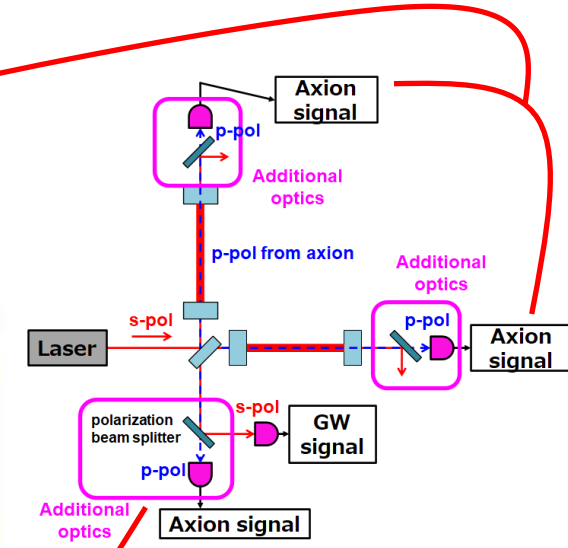 Axion
signal
p-pol
Additional
optics
p-pol from axion
Additional
optics
s-pol
p-pol
Laser
Axion
signal
polarization
beam splitter
s-pol
GW
signal
p-pol
Additional
optics
Axion signal